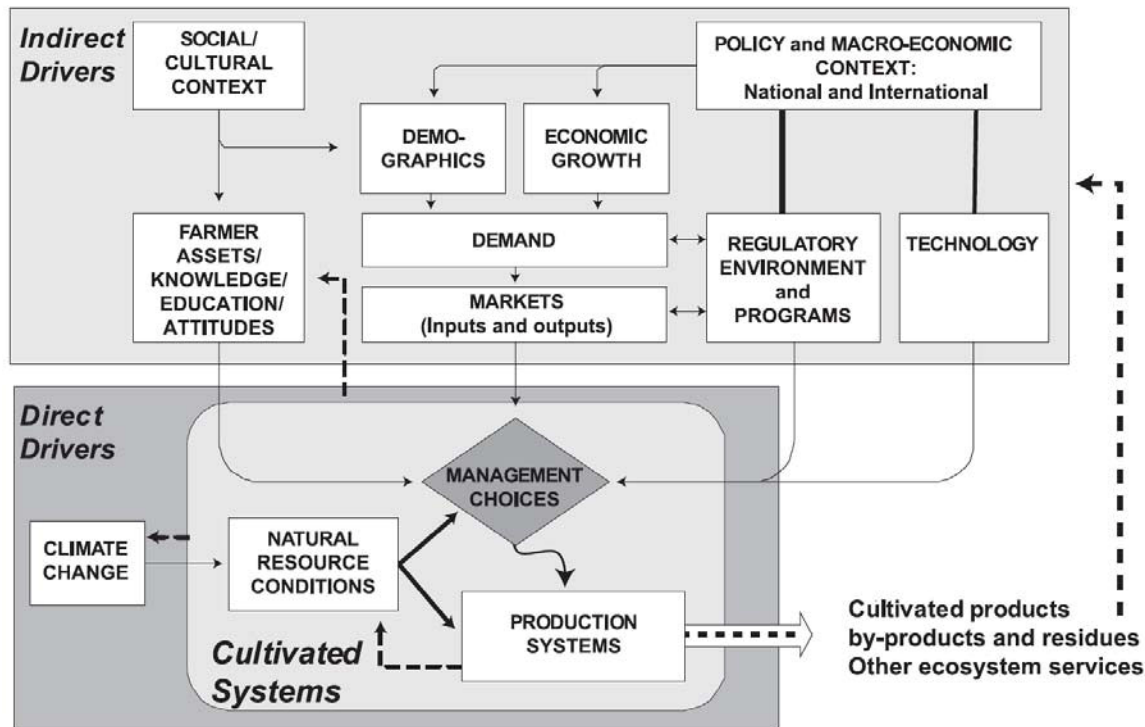 Indirect
Drivers
SOCIAL/
CULTURAL
CONTEXT
POLICY and MACRO-ECONOMIC
CONTEXT:
National and International
DEMO-
GRAPHICS
ECONOMIC
GROWTH
FARMER
ASSETS/
KNOWLEDGE/
EDUCATION/
ATTITUDES
DEMAND
MARKETS
(Inputs and outputs)
REGULATORY
ENVIRONMENT
and
PROGRAMS
TECHNOLOGY
Direct
Drivers
MANAGEMENT
CHOICES
CLIMATE
CHANGE
NATURAL
RESOURCE
CONDITIONS
PRODUCTION
SYSTEMS
Cultivated
Systems
Cultivated products
by-products and residues
Other ecosystem services